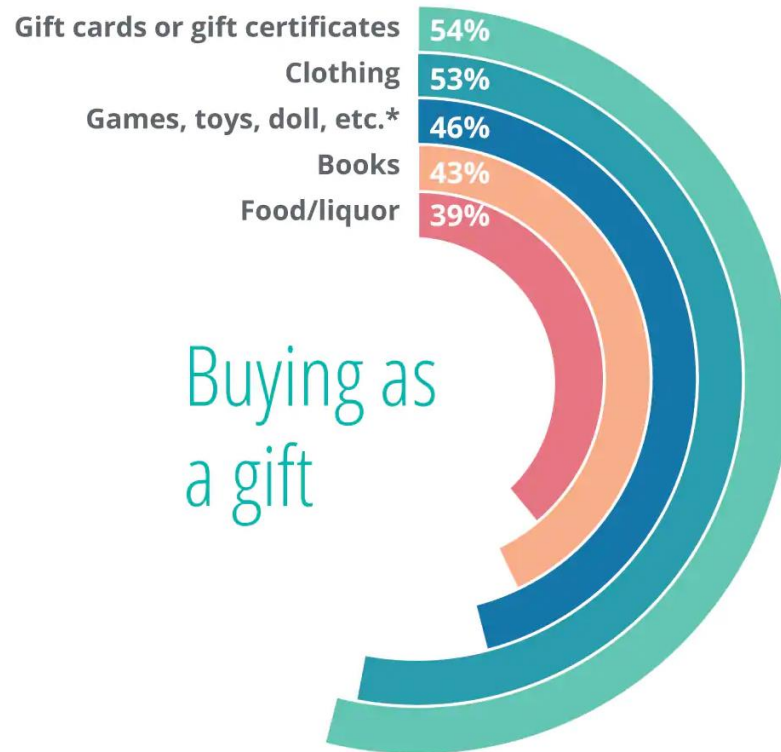 Gift cards or gift certificates 54%
Clothing 53%
Games, toys, doll, etc.* 46%
Books 43%
Food/liquor 39%
Buying as
a gift